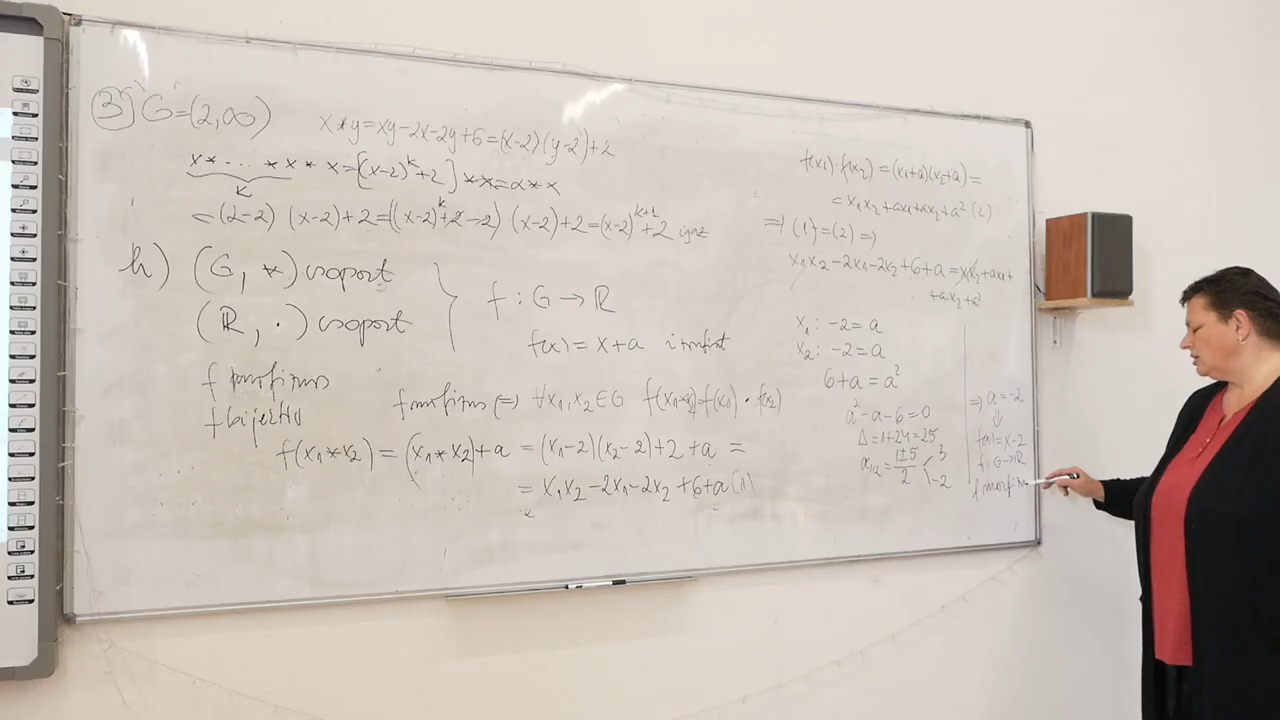 3) G=(2,∞)
x*y=xy-2x-2y+6=(x-2)(y-2)+2
x*...*x * x=[(x-2)^k+2]*x=α*x
k
=(α-2)(x-2)+2=((x-2)^k+2-2)(x-2)+2=(x-2)^{k+1}+2 igaz
h) (G,*) csoport
(ℝ,·) csoport
f:G→ℝ
f(x)=x+a
f morfizmus
f bijektív
f morfizmus ⇔ ∀x₁,x₂∈G f(x₁*x₂)=f(x₁)·f(x₂)
f(x₁*x₂)=(x₁*x₂)+a=(x₁-2)(x₂-2)+2+a=
=x₁x₂-2x₁-2x₂+6+a (1)
f(x₁)·f(x₂)=(x₁+a)(x₂+a)=
=x₁x₂+ax₁+ax₂+a² (2)
⇒(1)=(2)⇒
x₁x₂-2x₁-2x₂+6+a=x₁x₂+ax₁+
+ax₂+a²
x₁: -2=a
x₂: -2=a
6+a=a²
a²-a-6=0
Δ=1+24=25
a₁/₂=(1±5)/2 3
-2
⇒a=-2
⇓
f(x)=x-2
f:G→ℝ
f morfizm